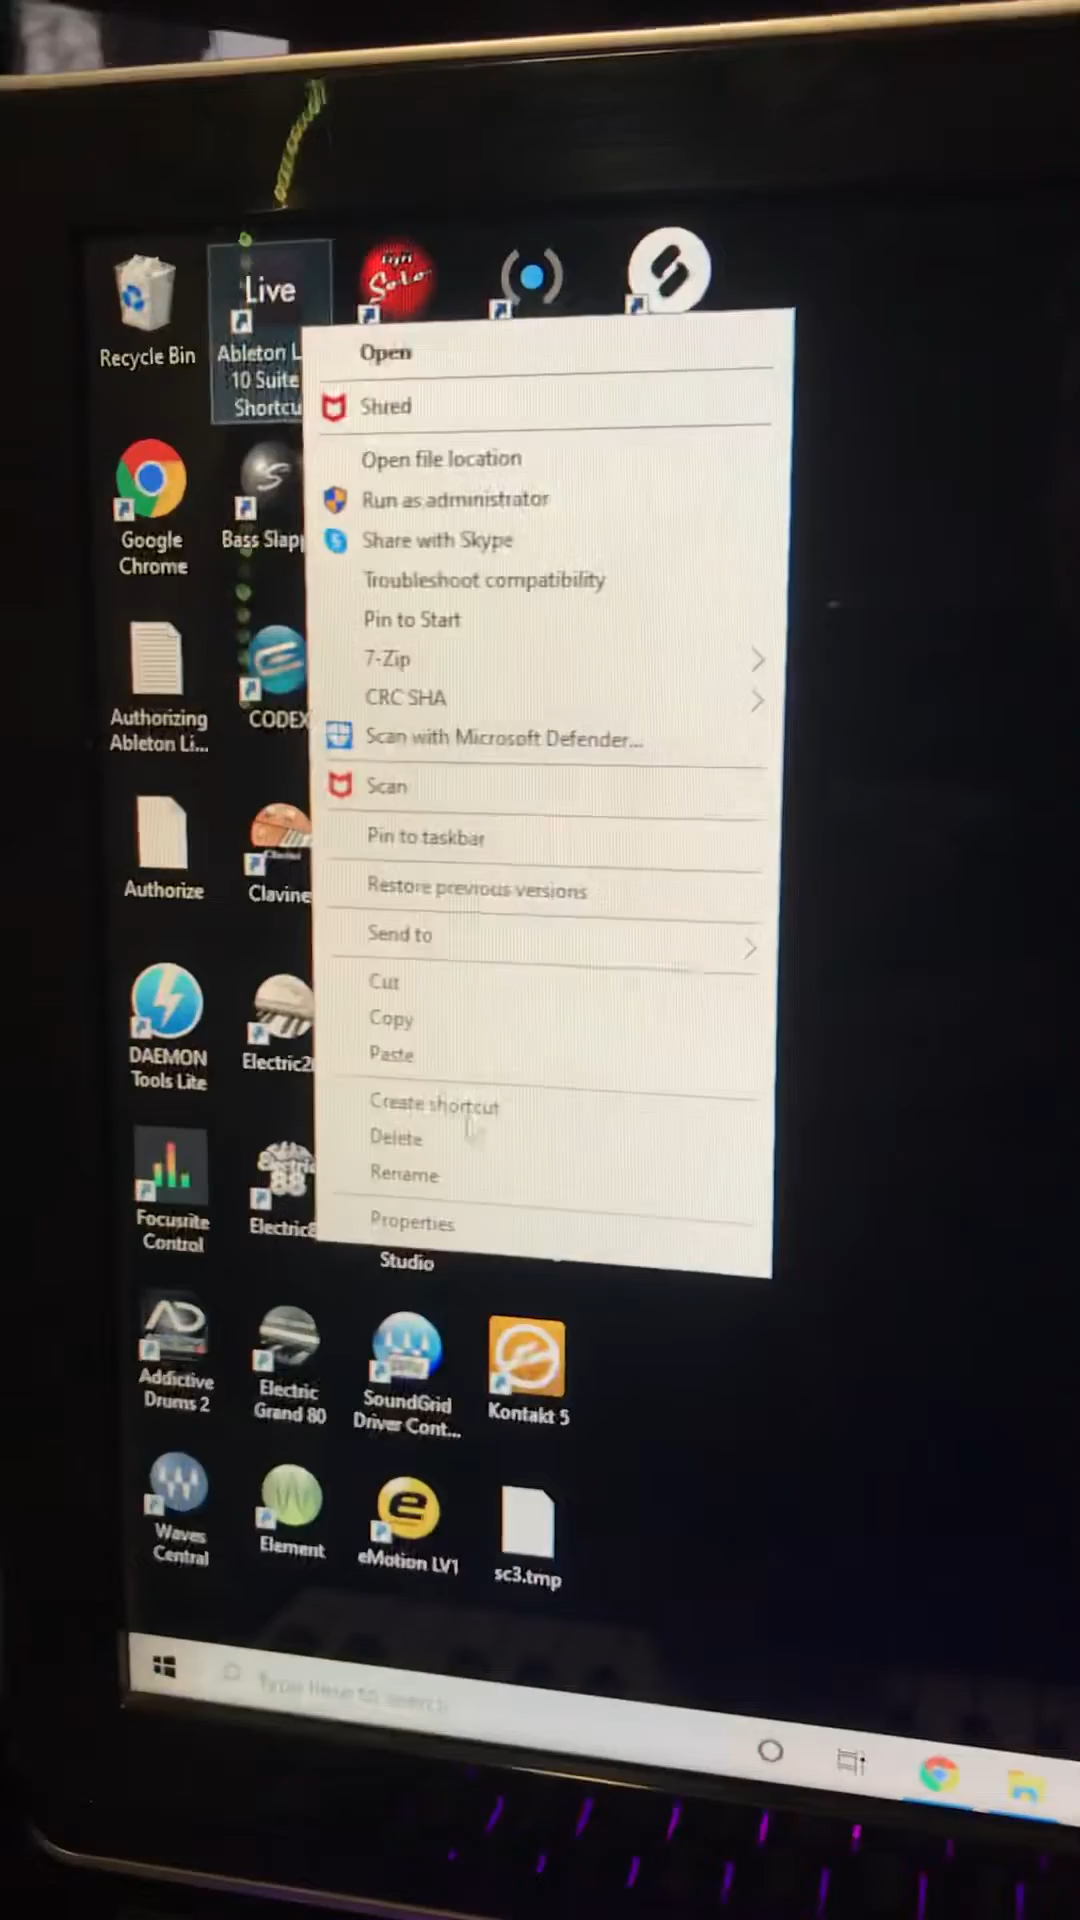 Live
Recycle Bin
Ableton L
10 Suite
Shortcu
Open
Shred
Open file location
Run as administrator
Share with Skype
Troubleshoot compatibility
Pin to Start
7-Zip
CRC SHA
Scan with Microsoft Defender...
Scan
Pin to taskbar
Restore previous versions
Send to
Cut
Copy
Paste
Create shortcut
Delete
Rename
Properties
Google
Chrome
Bass Slap
Authorizing
Ableton Li...
CODEX
Authorize
Clavine
DAEMON
Tools Lite
Electric2
Focusrite
Control
Electric8
Studio
Addictive
Drums 2
Electric
Grand 80
SoundGrid
Driver Cont...
Kontakt 5
Waves
Central
Element
eMotion LV1
sc3.tmp
Type here to search